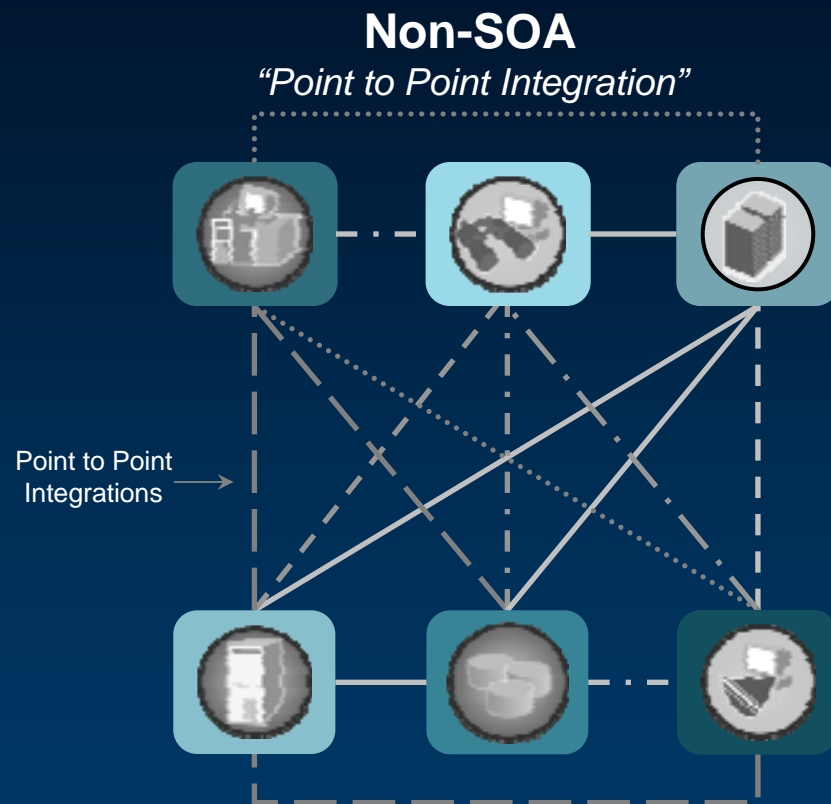 Non-SOA
“Point to Point Integration”
Point to Point
Integrations